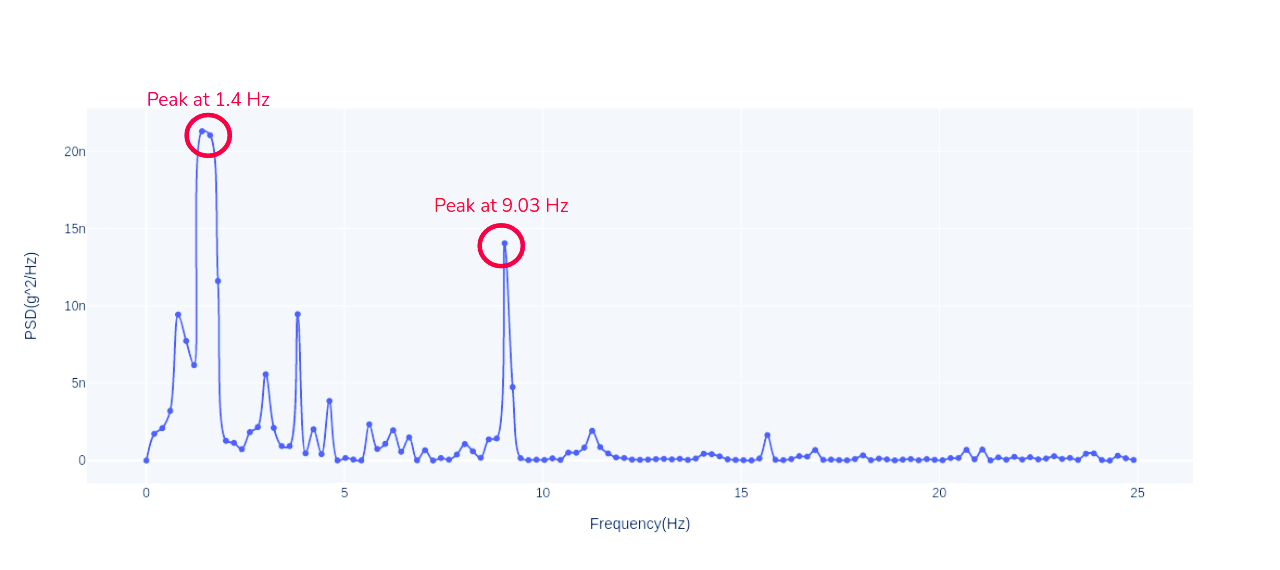 Peak at 1.4 Hz
20n
Peak at 9.03 Hz
15n
10n
5n
0
PSD(g^2/Hz)
0 5 10 15 20 25
Frequency(Hz)